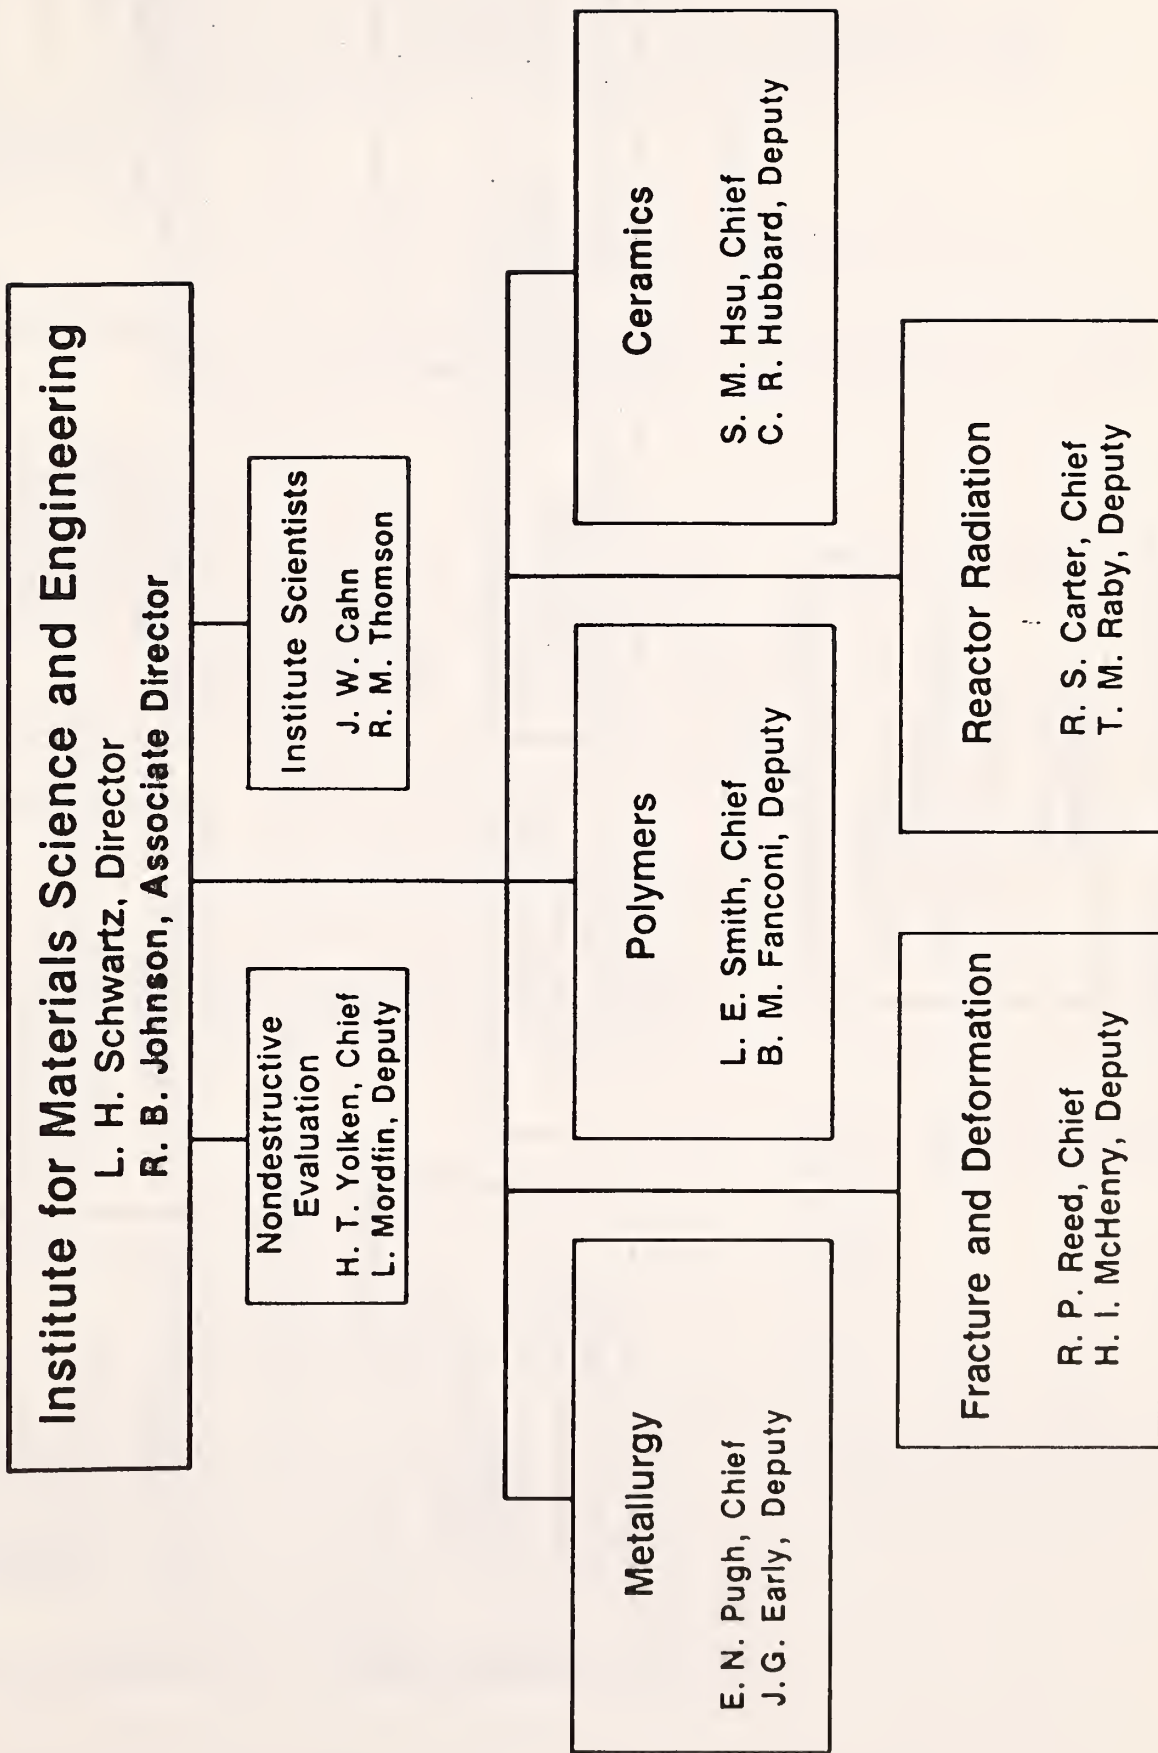 Institute for Materials Science and Engineering
L. H. Schwartz, Director
R. B. Johnson, Associate Director
Nondestructive
Evaluation
H. T. Yolken, Chief
L. Mordfin, Deputy
Institute Scientists
J. W. Cahn
R. M. Thomson
Metallurgy
E. N. Pugh, Chief
J. G. Early, Deputy
Polymers
L. E. Smith, Chief
B. M. Fanconi, Deputy
Ceramics
S. M. Hsu, Chief
C. R. Hubbard, Deputy
Fracture and Deformation
R. P. Reed, Chief
H. I. McHenry, Deputy
Reactor Radiation
R. S. Carter, Chief
T. M. Raby, Deputy